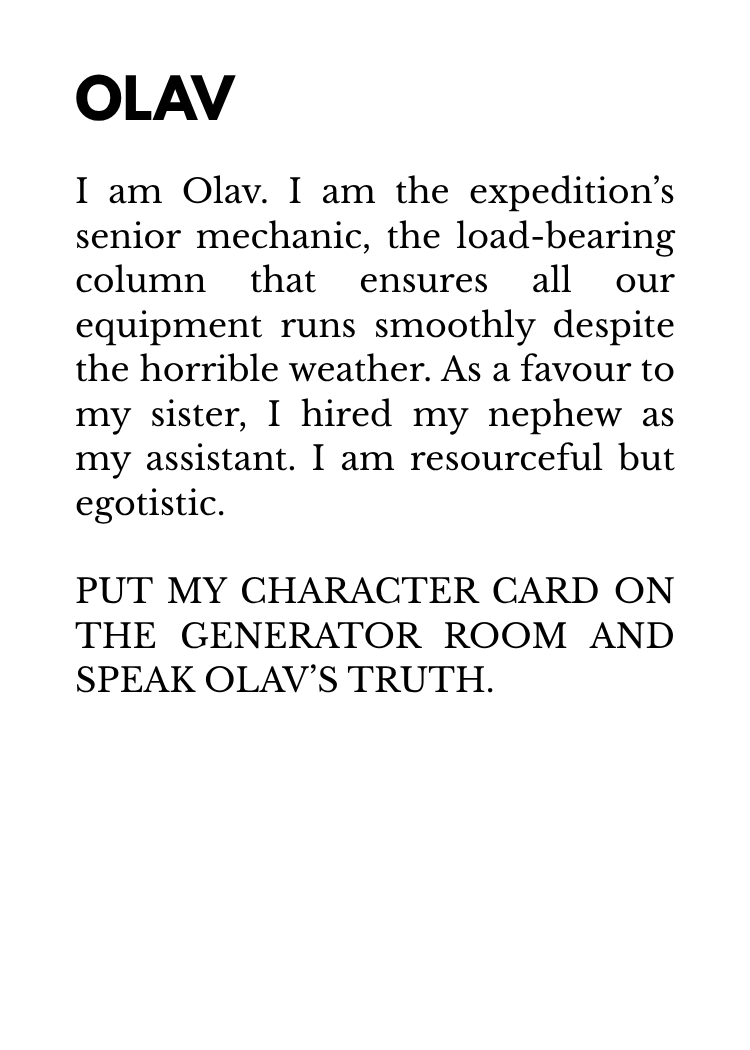 OLAV
I am Olav. I am the expedition’s
senior mechanic, the load-bearing
column that ensures all our
equipment runs smoothly despite
the horrible weather. As a favour to
my sister, I hired my nephew as
my assistant. I am resourceful but
egotistic.
PUT MY CHARACTER CARD ON
THE GENERATOR ROOM AND
SPEAK OLAV’S TRUTH.